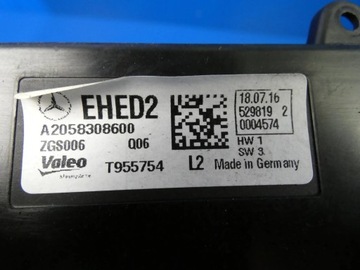 EHED2
A2058308600
ZGS006 Q06
Valeo T955754 L2
18.07.16
529819 2
0004574
HW 1
SW 3
Made in Germany